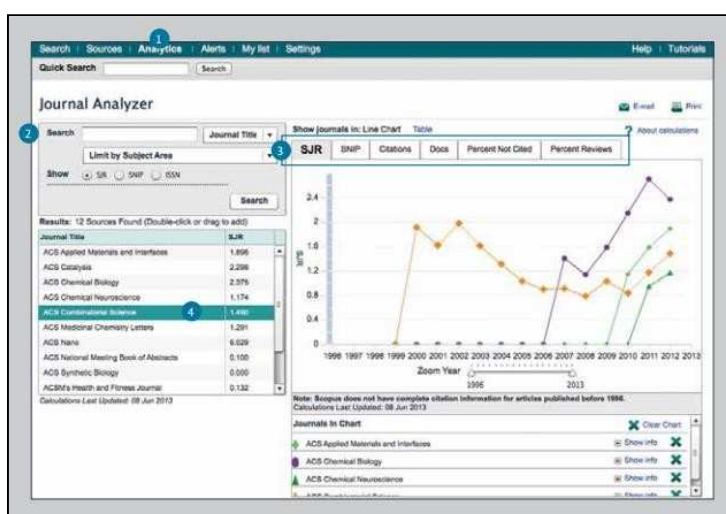 1
Search | Sources | Analytics | Alerts | My list | Settings Help | Tutorials
Quick Search Search
Journal Analyzer
E-mail Print
2 Search Journal Title
Limit by Subject Area
Show SJR SNIP ISSN
Search
Show journals in: Line Chart Table
? About calculations
3 SJR SNIP Citations Docs Percent Not Cited Percent Reviews
Results: 12 Sources Found (Double-click or drag to add)
Journal Title SJR
ACS Applied Materials and Interfaces 1.896
ACS Catalysis 2.298
ACS Chemical Biology 2.375
ACS Chemical Neuroscience 1.174
ACS Combinatorial Science 4 1.490
ACS Medicinal Chemistry Letters 1.291
ACS Nano 6.029
ACS National Meeting Book of Abstracts 0.100
ACS Synthetic Biology 0.000
ACSM's Health and Fitness Journal 0.132
Calculations Last Updated: 08 Jun 2013
SJR
2.4
2
1.6
1.2
0.8
0.4
0
1996 1997 1998 1999 2000 2001 2002 2003 2004 2005 2006 2007 2008 2009 2010 2011 2012 2013
Zoom Year
1996 2013
Note: Scopus does not have complete citation information for articles published before 1996.
Calculations Last Updated: 08 Jun 2013
Journals In Chart Clear Chart
ACS Applied Materials and Interfaces Show info
ACS Chemical Biology Show info
ACS Chemical Neuroscience Show info
ACS Combinatorial Science Show info